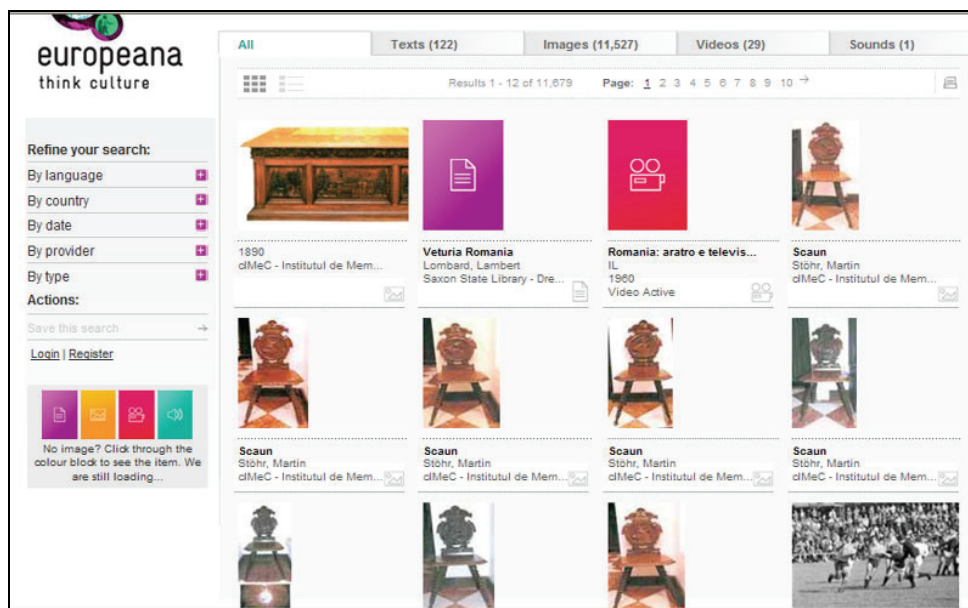 europeana
think culture
All
Texts (122)
Images (11,527)
Videos (29)
Sounds (1)
Results 1 - 12 of 11,679
Page: 1 2 3 4 5 6 7 8 9 10 →
Refine your search:
By language
By country
By date
By provider
By type
Actions:
Save this search
Login | Register
No image? Click through the
colour block to see the item. We
are still loading...
1890
cIMeC - Institutul de Mem...
Veturia Romania
Lombard, Lambert
Saxon State Library - Dre...
Romania: aratro e televis...
IL
1960
Video Active
Scaun
Stöhr, Martin
cIMeC - Institutul de Mem...
Scaun
Stöhr, Martin
cIMeC - Institutul de Mem...
Scaun
Stöhr, Martin
cIMeC - Institutul de Mem...
Scaun
Stöhr, Martin
cIMeC - Institutul de Mem...
Scaun
Stöhr, Martin
cIMeC - Institutul de Mem...